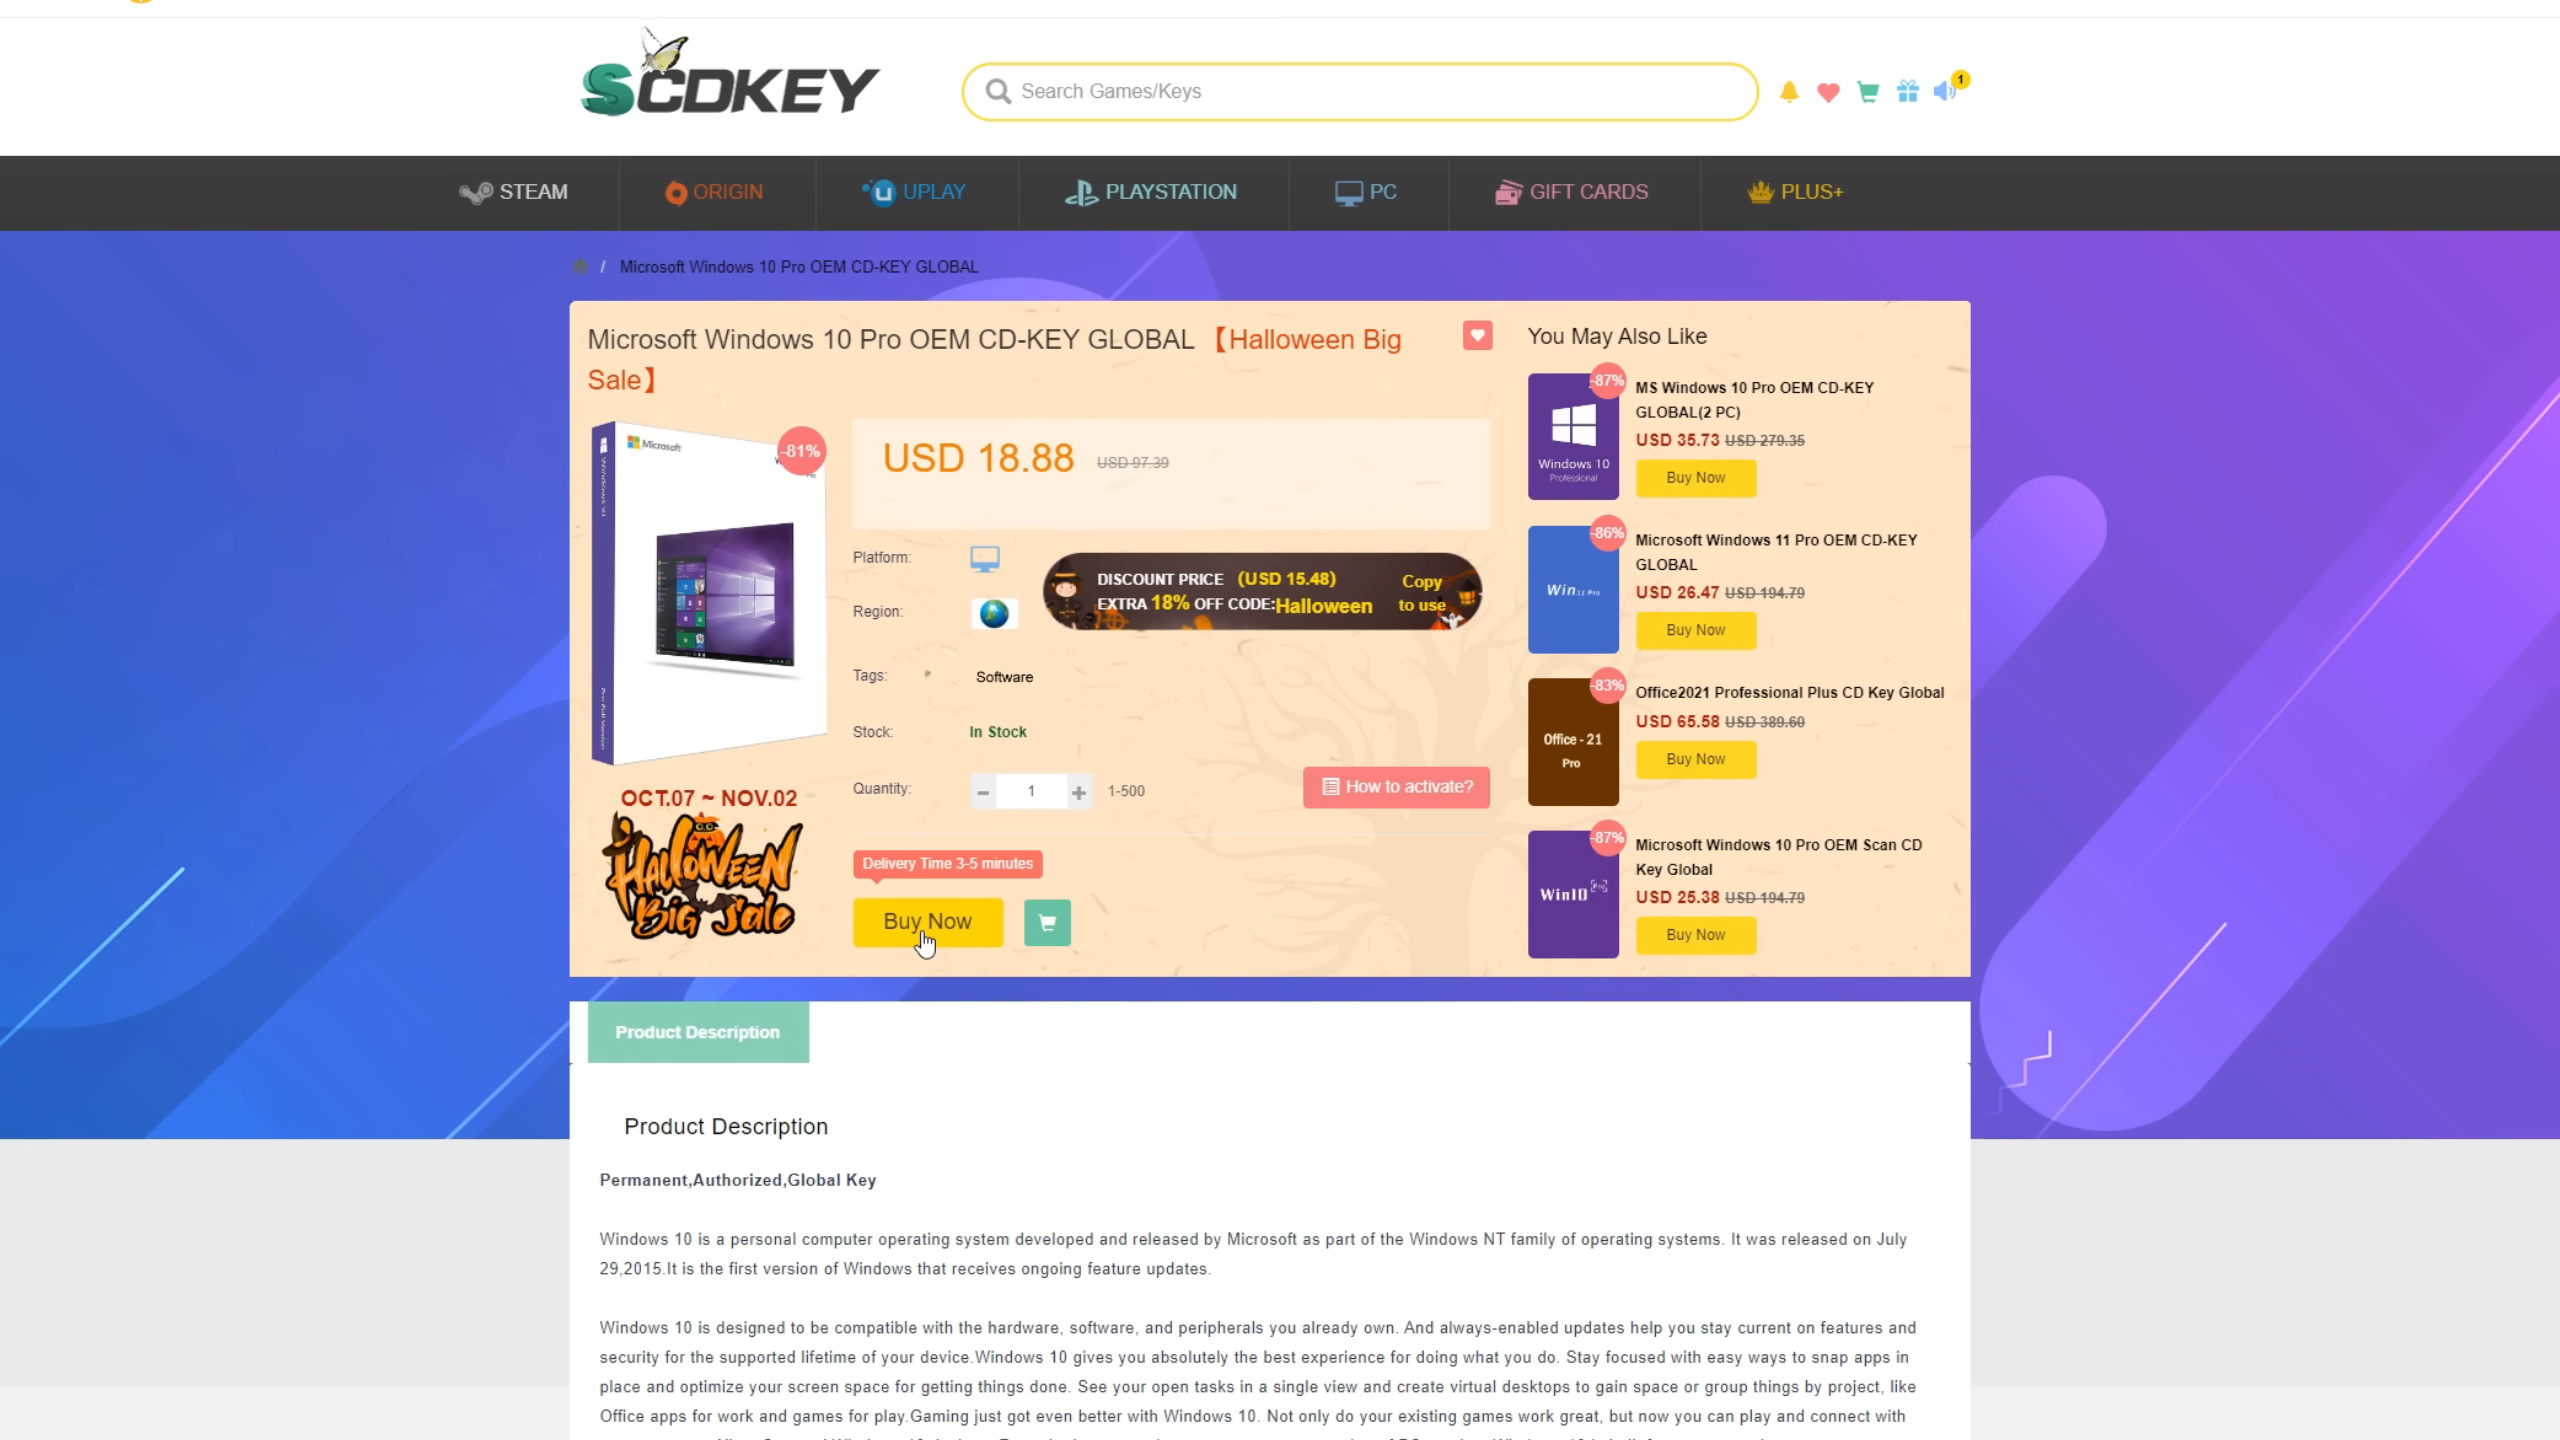 SCDKEY
Search Games/Keys
1
STEAM
ORIGIN
UPLAY
PLAYSTATION
PC
GIFT CARDS
PLUS+
/ Microsoft Windows 10 Pro OEM CD-KEY GLOBAL
Microsoft Windows 10 Pro OEM CD-KEY GLOBAL 【Halloween Big
Sale】
Microsoft
-81%
OCT.07 ~ NOV.02
HALLOWEEN
Big Sale
USD 18.88 USD 97.39
Platform:
DISCOUNT PRICE (USD 15.48)
EXTRA 18% OFF CODE:Halloween
Copy
to use
Region:
Tags:
Software
Stock:
In Stock
Quantity:
− 1 + 1-500
How to activate?
Delivery Time 3-5 minutes
Buy Now
You May Also Like
-87%
Windows 10
Professional
MS Windows 10 Pro OEM CD-KEY
GLOBAL(2 PC)
USD 35.73 USD 279.35
Buy Now
-86%
Win 11 Pro
Microsoft Windows 11 Pro OEM CD-KEY
GLOBAL
USD 26.47 USD 194.79
Buy Now
-83%
Office - 21
Pro
Office2021 Professional Plus CD Key Global
USD 65.58 USD 389.60
Buy Now
-87%
Win10 Pro
Microsoft Windows 10 Pro OEM Scan CD
Key Global
USD 25.38 USD 194.79
Buy Now
Product Description
Product Description
Permanent,Authorized,Global Key
Windows 10 is a personal computer operating system developed and released by Microsoft as part of the Windows NT family of operating systems. It was released on July
29,2015.It is the first version of Windows that receives ongoing feature updates.
Windows 10 is designed to be compatible with the hardware, software, and peripherals you already own. And always-enabled updates help you stay current on features and
security for the supported lifetime of your device.Windows 10 gives you absolutely the best experience for doing what you do. Stay focused with easy ways to snap apps in
place and optimize your screen space for getting things done. See your open tasks in a single view and create virtual desktops to gain space or group things by project, like
Office apps for work and games for play.Gaming just got even better with Windows 10. Not only do your existing games work great, but now you can play and connect with